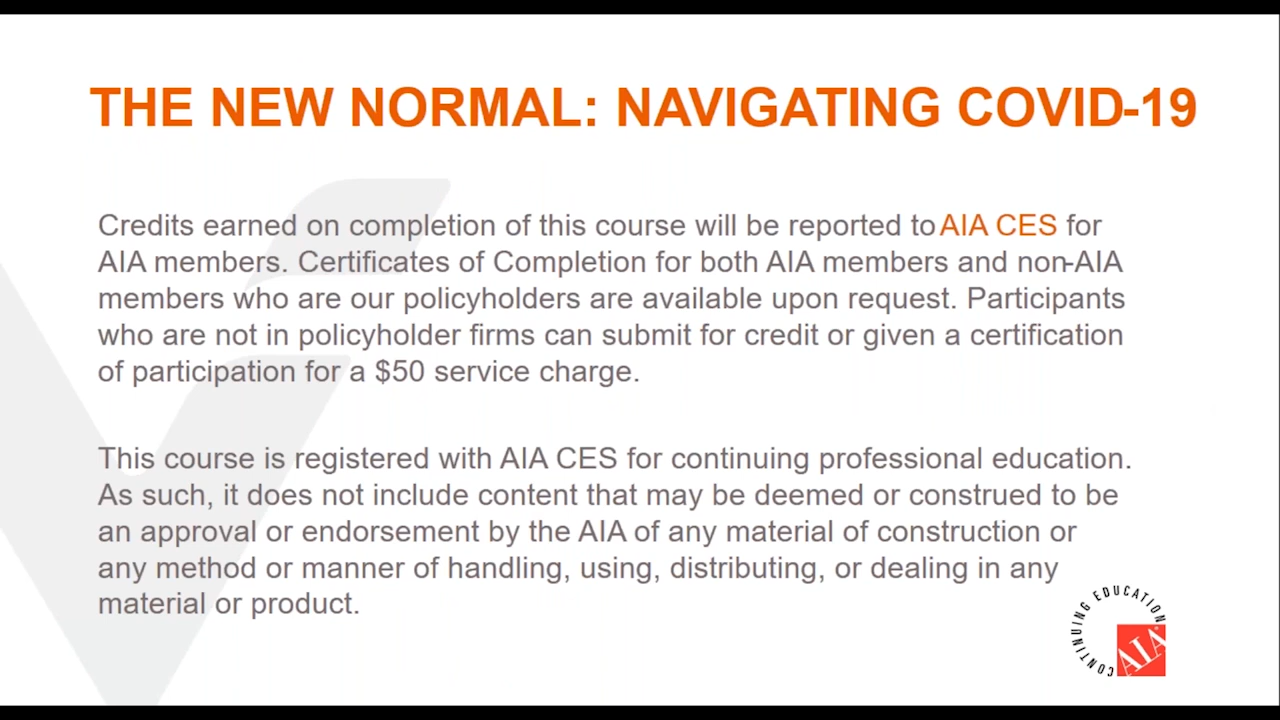 THE NEW NORMAL: NAVIGATING COVID-19
Credits earned on completion of this course will be reported to AIA CES for
AIA members. Certificates of Completion for both AIA members and non-AIA
members who are our policyholders are available upon request. Participants
who are not in policyholder firms can submit for credit or given a certification
of participation for a $50 service charge.
This course is registered with AIA CES for continuing professional education.
As such, it does not include content that may be deemed or construed to be
an approval or endorsement by the AIA of any material of construction or
any method or manner of handling, using, distributing, or dealing in any
material or product.
CONTINUING EDUCATION
AIA